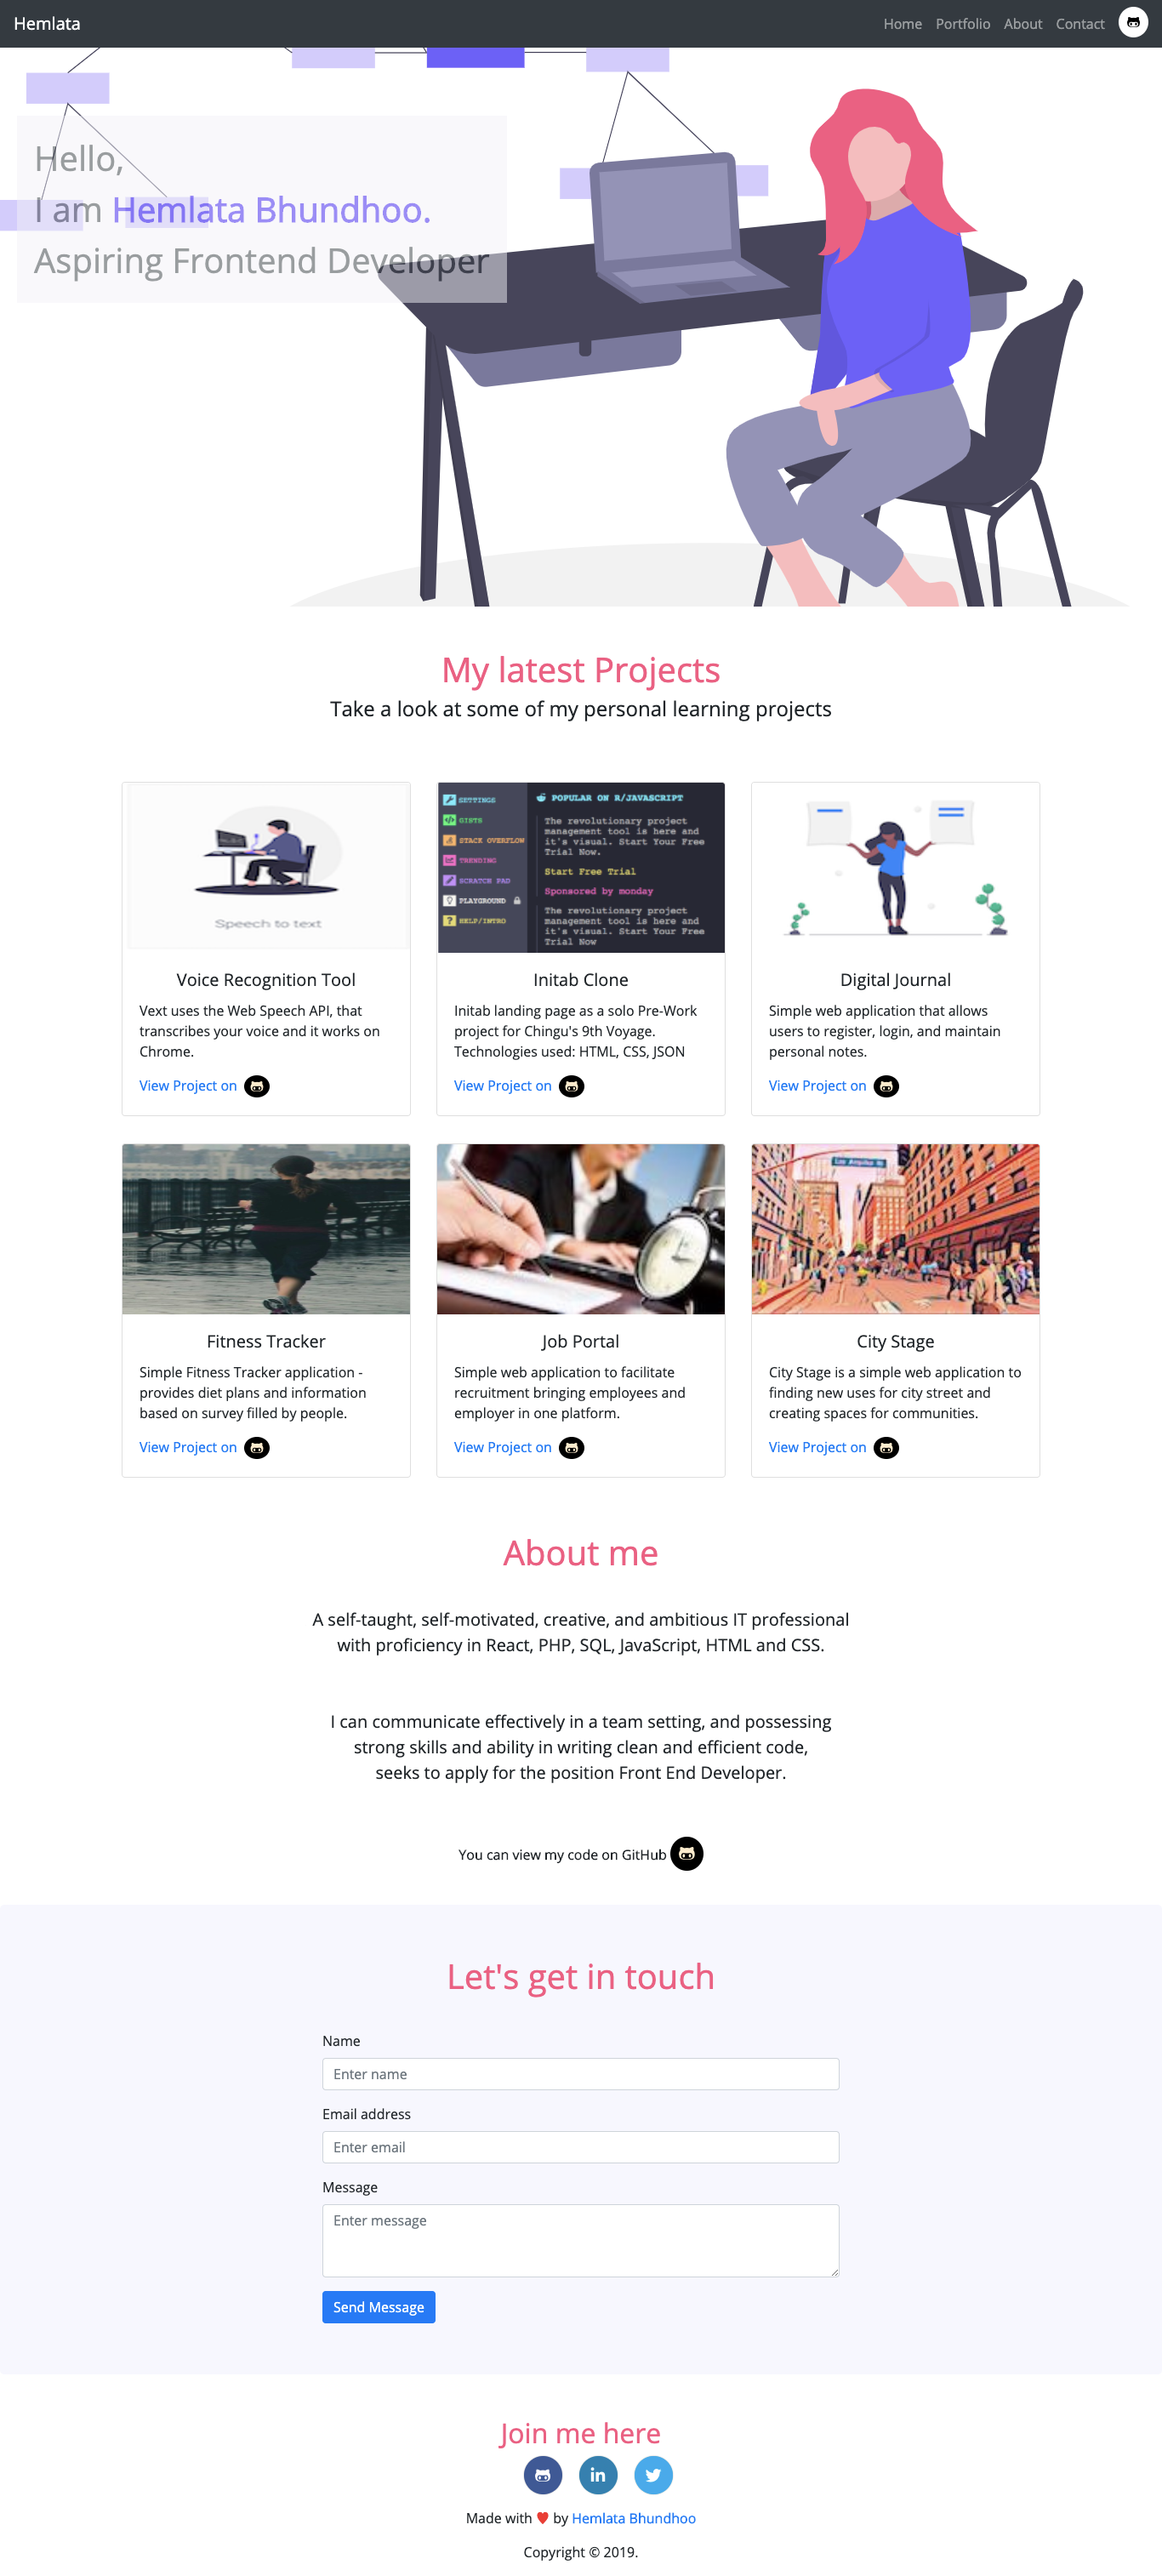 Hemlata
Home Portfolio About Contact
Hello,
I am Hemlata Bhundhoo.
Aspiring Frontend Developer
My latest Projects
Take a look at some of my personal learning projects
Speech to text
SETTINGS
GISTS
STACK OVERFLOW
TRENDING
SCRATCH PAD
PLAYGROUND
HELP/INTRO
POPULAR ON R/JAVASCRIPT
The revolutionary project
management tool is here and
it's visual. Start Your Free
Trial Now.
Start Free Trial
Sponsored by monday
The revolutionary project
management tool is here and
it's visual. Start Your Free
Trial Now
Voice Recognition Tool
Vext uses the Web Speech API, that
transcribes your voice and it works on
Chrome.
View Project on
Initab Clone
Initab landing page as a solo Pre-Work
project for Chingu's 9th Voyage.
Technologies used: HTML, CSS, JSON
View Project on
Digital Journal
Simple web application that allows
users to register, login, and maintain
personal notes.
View Project on
Los Angeles St
Fitness Tracker
Simple Fitness Tracker application -
provides diet plans and information
based on survey filled by people.
View Project on
Job Portal
Simple web application to facilitate
recruitment bringing employees and
employer in one platform.
View Project on
City Stage
City Stage is a simple web application to
finding new uses for city street and
creating spaces for communities.
View Project on
About me
A self-taught, self-motivated, creative, and ambitious IT professional
with proficiency in React, PHP, SQL, JavaScript, HTML and CSS.
I can communicate effectively in a team setting, and possessing
strong skills and ability in writing clean and efficient code,
seeks to apply for the position Front End Developer.
You can view my code on GitHub
Let's get in touch
Name
Enter name
Email address
Enter email
Message
Enter message
Send Message
Join me here
in
Made with ♥ by Hemlata Bhundhoo
Copyright © 2019.